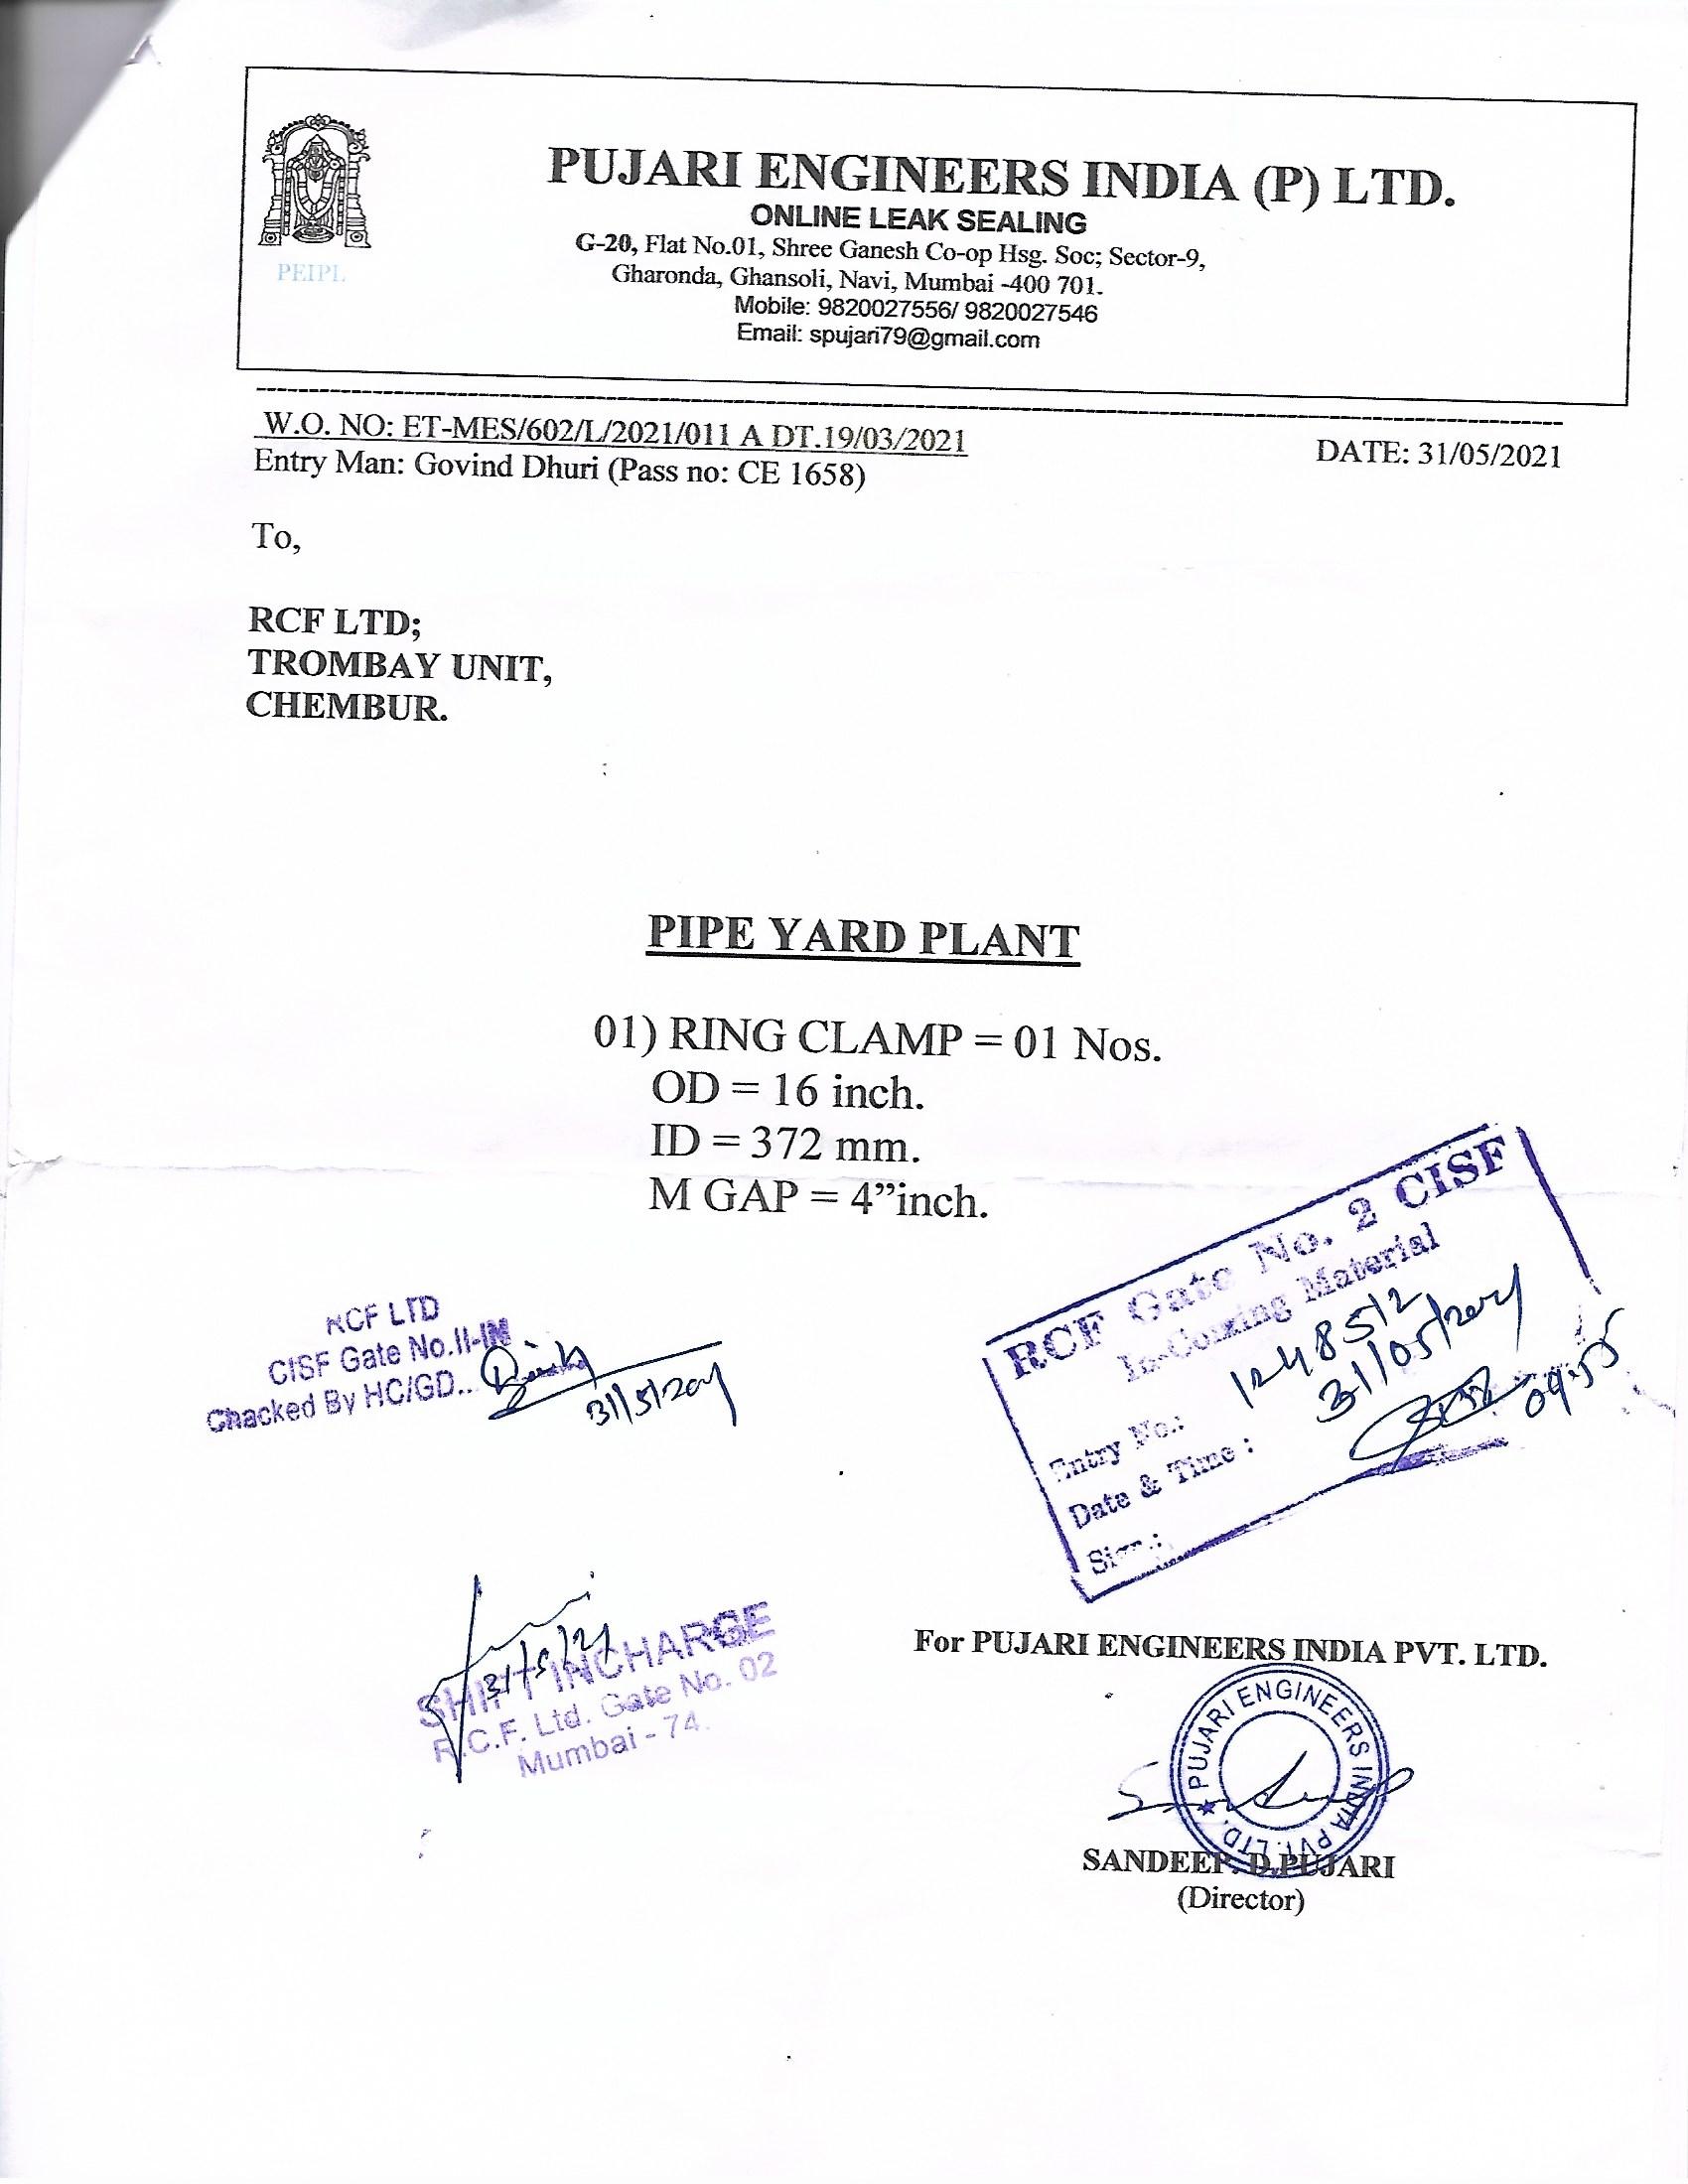 PUJARI ENGINEERS INDIA (P) LTD.
ONLINE LEAK SEALING
G-20, Flat No.01, Shree Ganesh Co-op Hsg. Soc; Sector-9,
Gharonda, Ghansoli, Navi, Mumbai -400 701.
Mobile: 9820027556/ 9820027546
Email: spujari79@gmail.com
PEIPL
W.O. NO: ET-MES/602/L/2021/011 A DT.19/03/2021
DATE: 31/05/2021
Entry Man: Govind Dhuri (Pass no: CE 1658)
To,
RCF LTD;
TROMBAY UNIT,
CHEMBUR.
PIPE YARD PLANT
01) RING CLAMP = 01 Nos.
OD = 16 inch.
ID = 372 mm.
M GAP = 4”inch.
RCF LTD
CISF Gate No.II-IN
Chacked By HC/GD..
31/5/2021
RCF Gate No. 2 CISF
In-Coming Material
Entry No.: 1248512
Date & Time : 31/05/2021
09:55
Sign.:
31/5/21
SHIFT INCHARGE
R.C.F. Ltd. Gate No. 02
Mumbai - 74.
For PUJARI ENGINEERS INDIA PVT. LTD.
★ PUJARI ENGINEERS INDIA PVT. LTD.
SANDEEP. D.PUJARI
(Director)